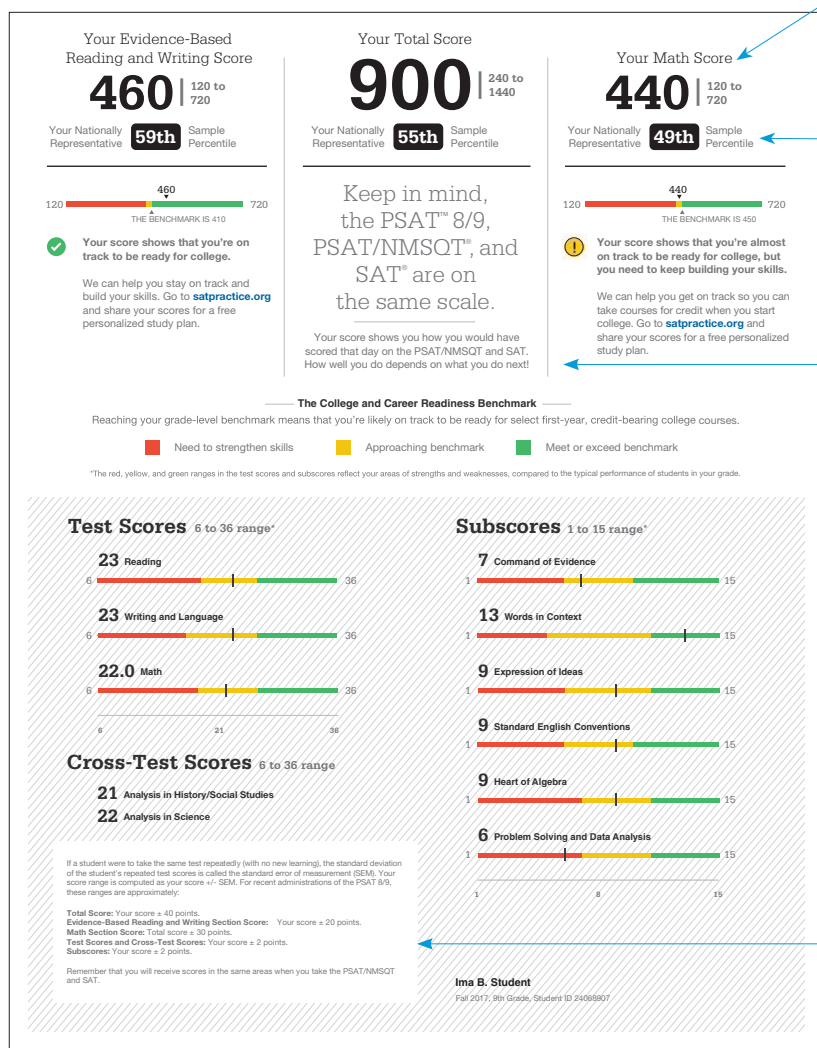 Your Evidence-Based
Reading and Writing Score
460 | 120 to
720
Your Nationally
Representative
59th
Sample
Percentile
460
120
720
THE BENCHMARK IS 410
Your score shows that you're on
track to be ready for college.
We can help you stay on track and
build your skills. Go to satpractice.org
and share your scores for a free
personalized study plan.
Your Total Score
900 | 240 to
1440
Your Nationally
Representative
55th
Sample
Percentile
Keep in mind,
the PSAT™ 8/9,
PSAT/NMSQT®, and
SAT® are on
the same scale.
Your score shows you how you would have
scored that day on the PSAT/NMSQT and SAT.
How well you do depends on what you do next!
Your Math Score
440 | 120 to
720
Your Nationally
Representative
49th
Sample
Percentile
440
120
720
THE BENCHMARK IS 450
!
Your score shows that you're almost
on track to be ready for college, but
you need to keep building your skills.
We can help you get on track so you can
take courses for credit when you start
college. Go to satpractice.org and
share your scores for a free personalized
study plan.
The College and Career Readiness Benchmark
Reaching your grade-level benchmark means that you're likely on track to be ready for select first-year, credit-bearing college courses.
Need to strengthen skills
Approaching benchmark
Meet or exceed benchmark
*The red, yellow, and green ranges in the test scores and subscores reflect your areas of strengths and weaknesses, compared to the typical performance of students in your grade.
Test Scores 6 to 36 range*
23 Reading
6
36
23 Writing and Language
6
36
22.0 Math
6
36
6
21
36
Cross-Test Scores 6 to 36 range
21 Analysis in History/Social Studies
22 Analysis in Science
If a student were to take the same test repeatedly (with no new learning), the standard deviation
of the student's repeated test scores is called the standard error of measurement (SEM). Your
score range is computed as your score +/- SEM. For recent administrations of the PSAT 8/9,
these ranges are approximately:
Total Score: Your score ± 40 points.
Evidence-Based Reading and Writing Section Score: Your score ± 20 points.
Math Section Score: Total score ± 30 points.
Test Scores and Cross-Test Scores: Your score ± 2 points.
Subscores: Your score ± 2 points.
Remember that you will receive scores in the same areas when you take the PSAT/NMSQT
and SAT.
Subscores 1 to 15 range*
7 Command of Evidence
1
15
13 Words in Context
1
15
9 Expression of Ideas
1
15
9 Standard English Conventions
1
15
9 Heart of Algebra
1
15
6 Problem Solving and Data Analysis
1
15
1
8
15
Ima B. Student
Fall 2017, 9th Grade, Student ID 24068907